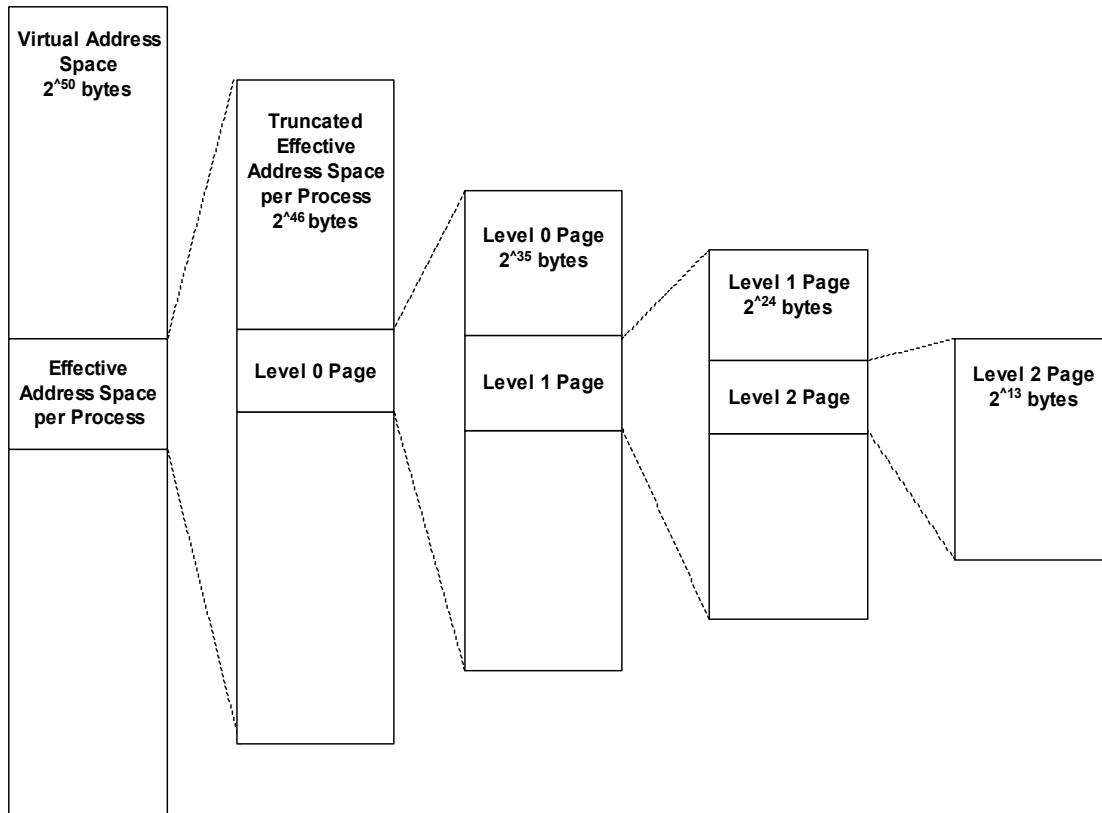 Virtual Address
Space
2^50 bytes
Effective
Address Space
per Process
Truncated
Effective
Address Space
per Process
2^46 bytes
Level 0 Page
Level 0 Page
2^35 bytes
Level 1 Page
Level 1 Page
2^24 bytes
Level 2 Page
Level 2 Page
2^13 bytes